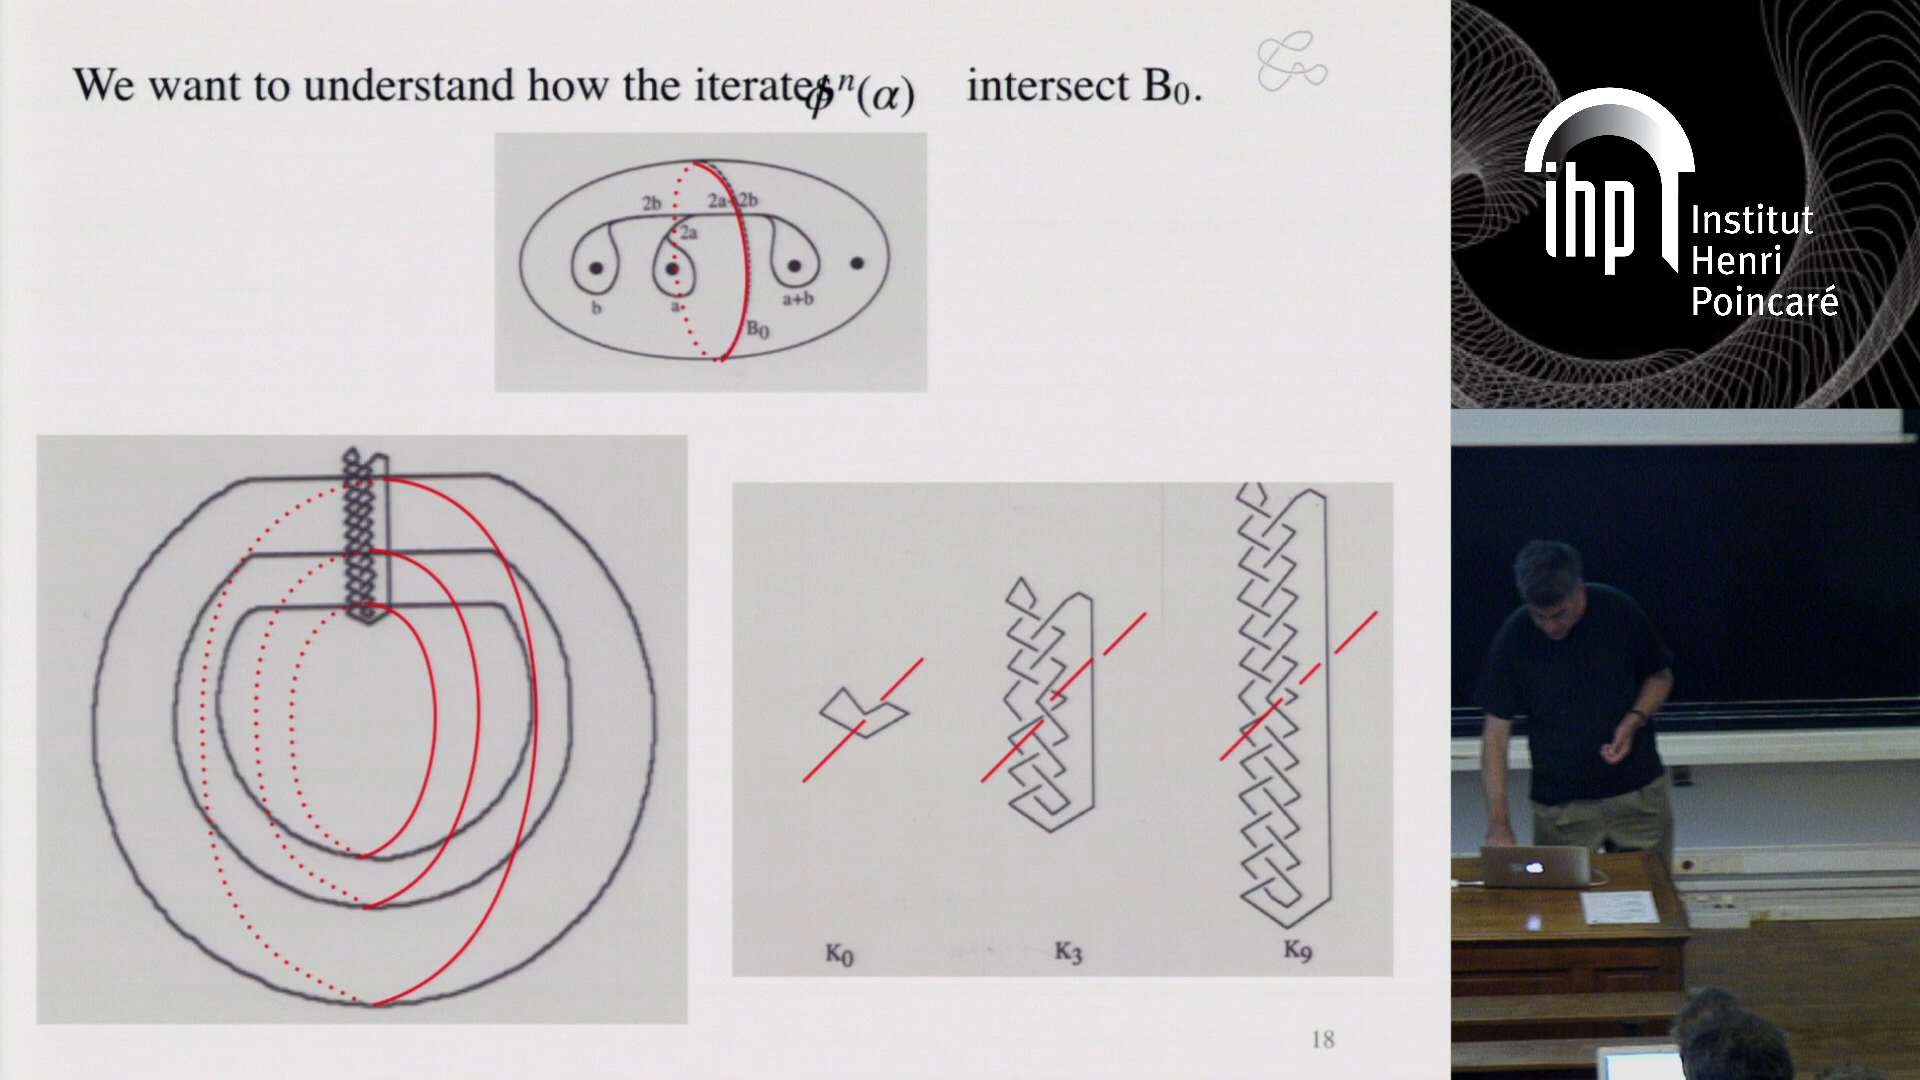 We want to understand how the iterates ϕⁿ(α) intersect B₀.
2b
2a+2b
2a
b
a
a+b
B₀
K₀
K₃
K₉
18
ihp
Institut
Henri
Poincaré